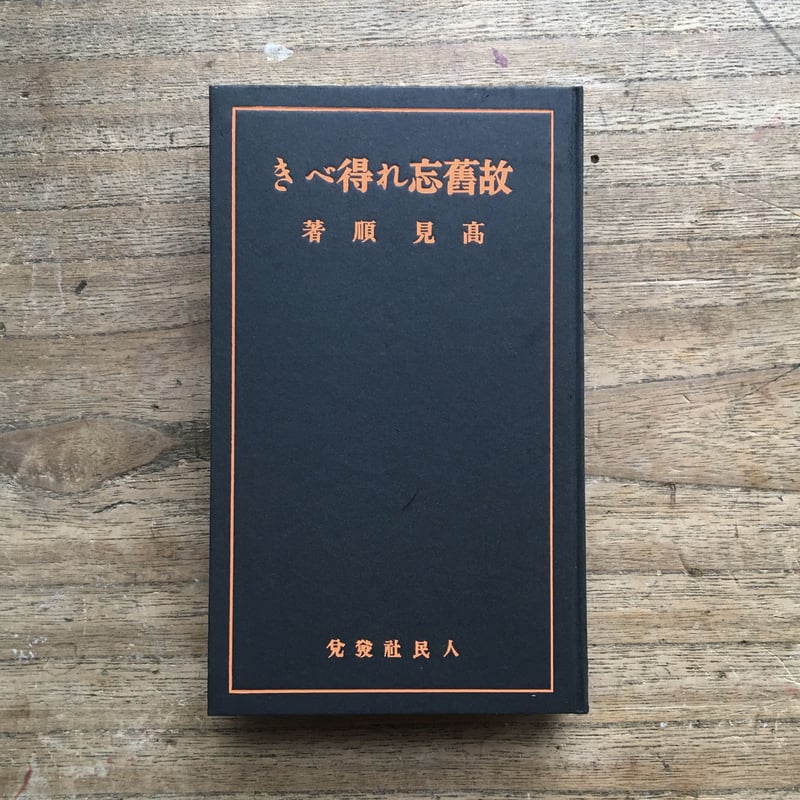 故舊忘れ得べき
高見順著
人民社發兌